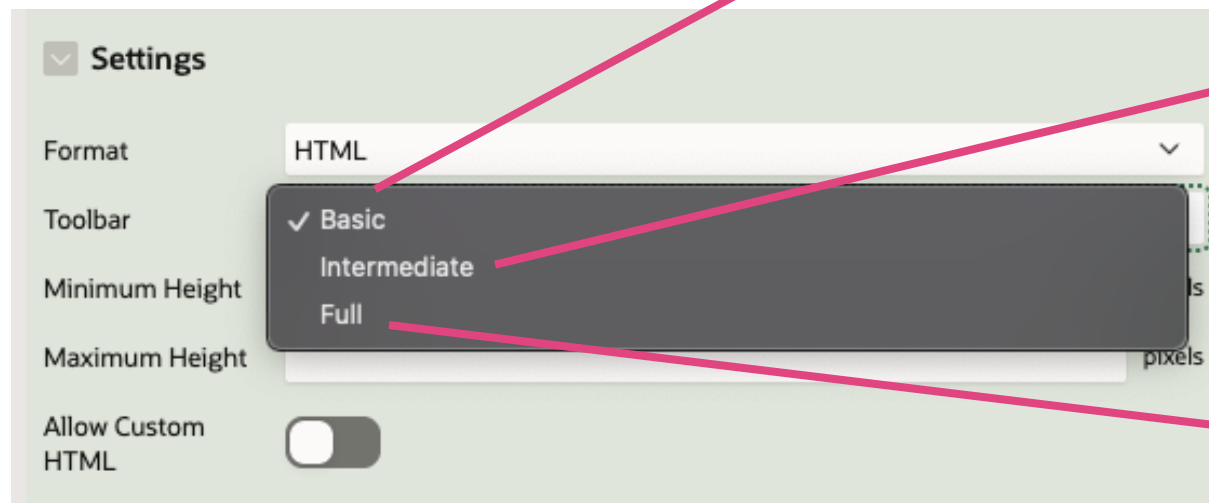 Settings
Format
HTML
Toolbar
✓ Basic
Intermediate
Full
Minimum Height
Maximum Height
pixels
Allow Custom
HTML